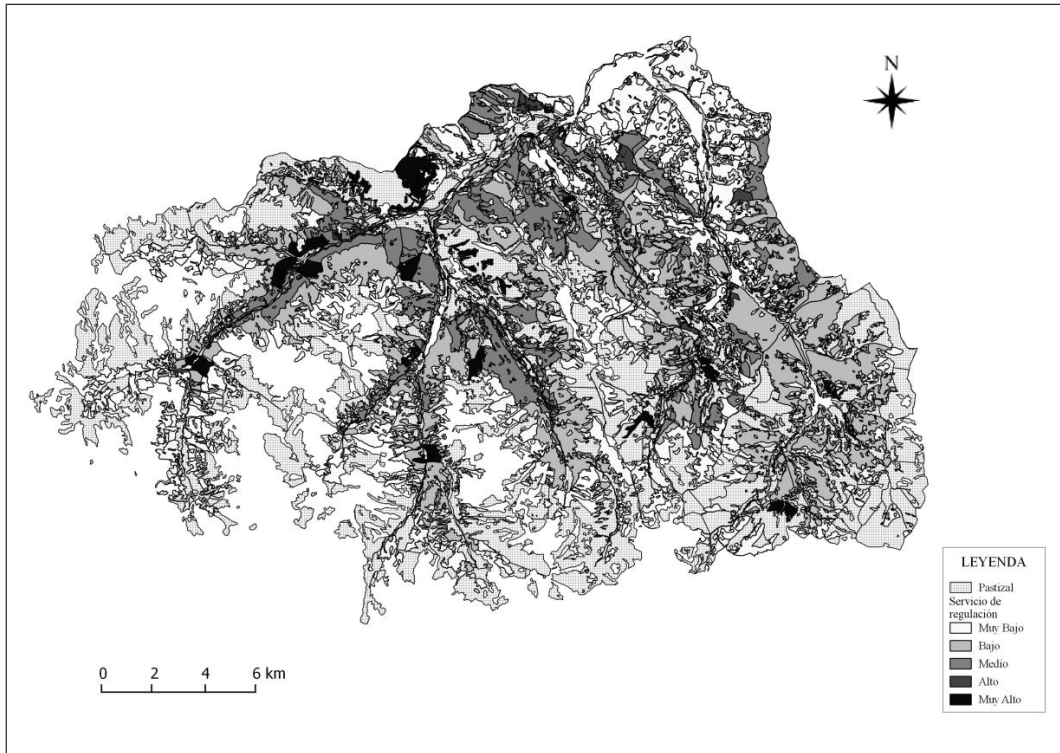 N
LEYENDA
Pastizal
Servicio de
regulación
Muy Bajo
Bajo
Medio
Alto
Muy Alto
0 2 4 6 km